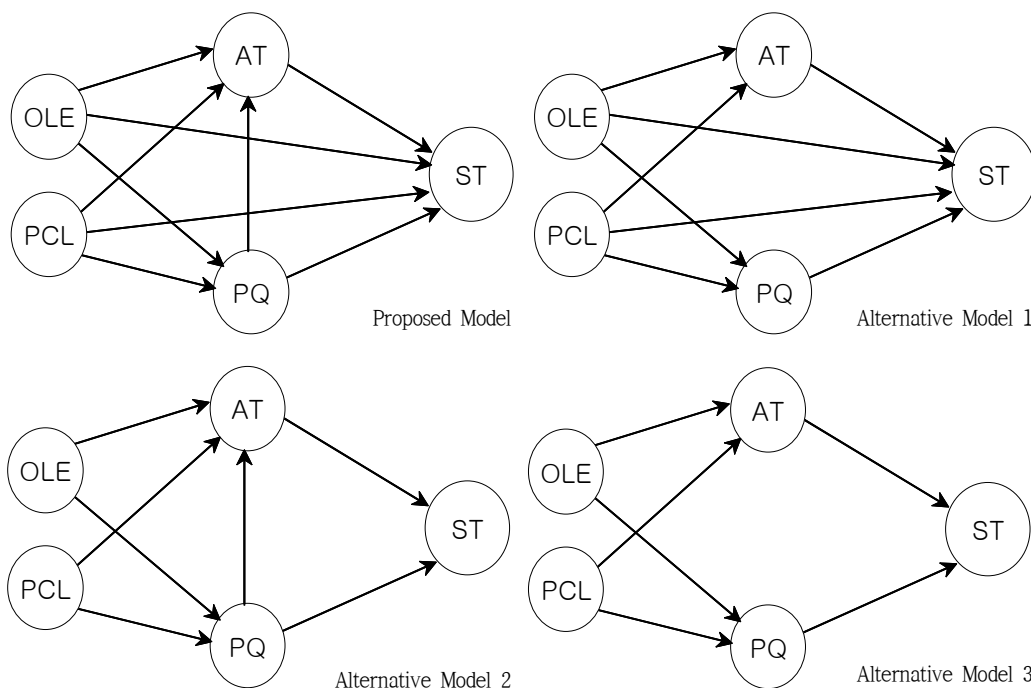 AT
OLE
ST
PCL
PQ
Proposed Model
AT
OLE
ST
PCL
PQ
Alternative Model 1
AT
OLE
ST
PCL
PQ
Alternative Model 2
AT
OLE
ST
PCL
PQ
Alternative Model 3